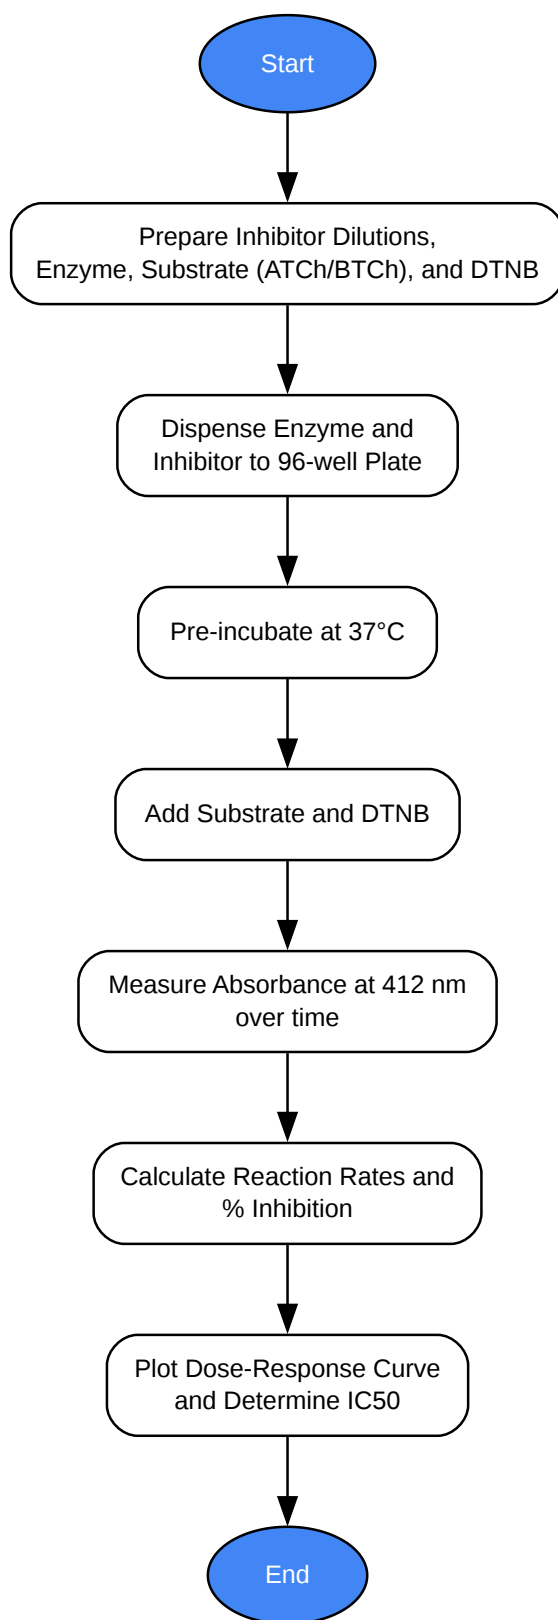 Start
Prepare Inhibitor Dilutions,
Enzyme, Substrate (ATCh/BTCh), and DTNB
Dispense Enzyme and
Inhibitor to 96-well Plate
Pre-incubate at 37°C
Add Substrate and DTNB
Measure Absorbance at 412 nm
over time
Calculate Reaction Rates and
% Inhibition
Plot Dose-Response Curve
and Determine IC50
End